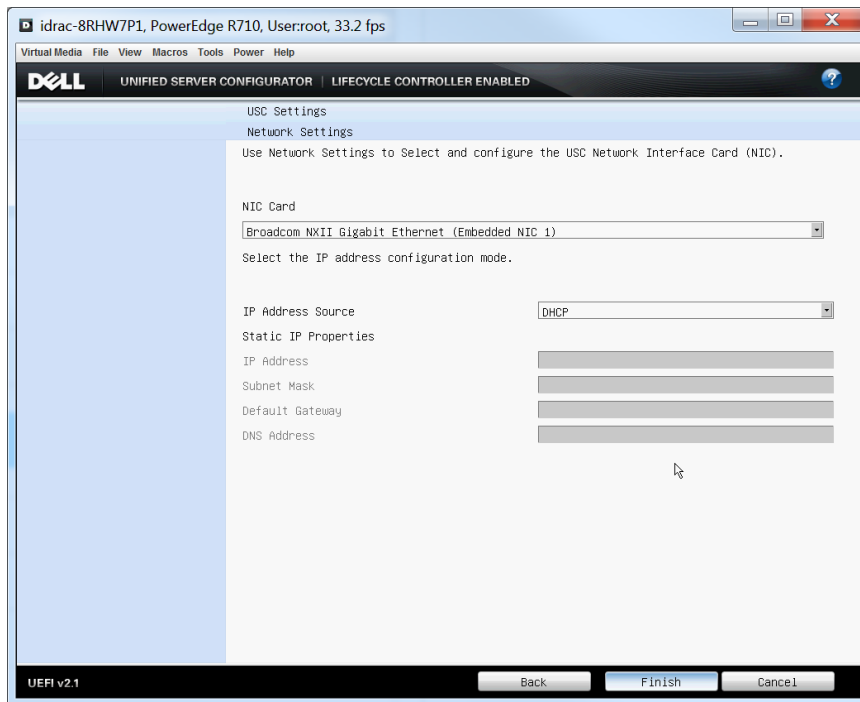 idrac-8RHW7P1, PowerEdge R710, User:root, 33.2 fps
Virtual Media File View Macros Tools Power Help
DELL UNIFIED SERVER CONFIGURATOR | LIFECYCLE CONTROLLER ENABLED ?
USC Settings
Network Settings
Use Network Settings to Select and configure the USC Network Interface Card (NIC).
NIC Card
Broadcom NXII Gigabit Ethernet (Embedded NIC 1)
Select the IP address configuration mode.
IP Address Source DHCP
Static IP Properties
IP Address
Subnet Mask
Default Gateway
DNS Address
UEFI v2.1 Back Finish Cancel